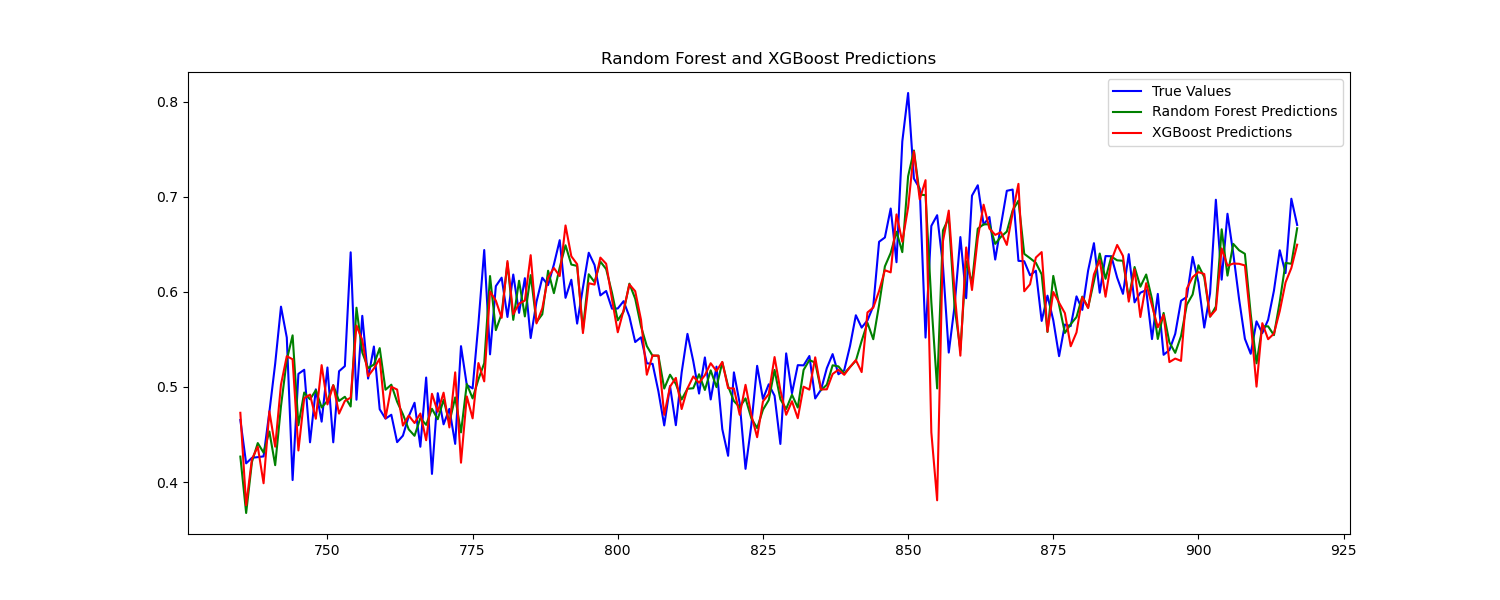 Random Forest and XGBoost Predictions
True Values
Random Forest Predictions
XGBoost Predictions
0.8
0.7
0.6
0.5
0.4
750 775 800 825 850 875 900 925